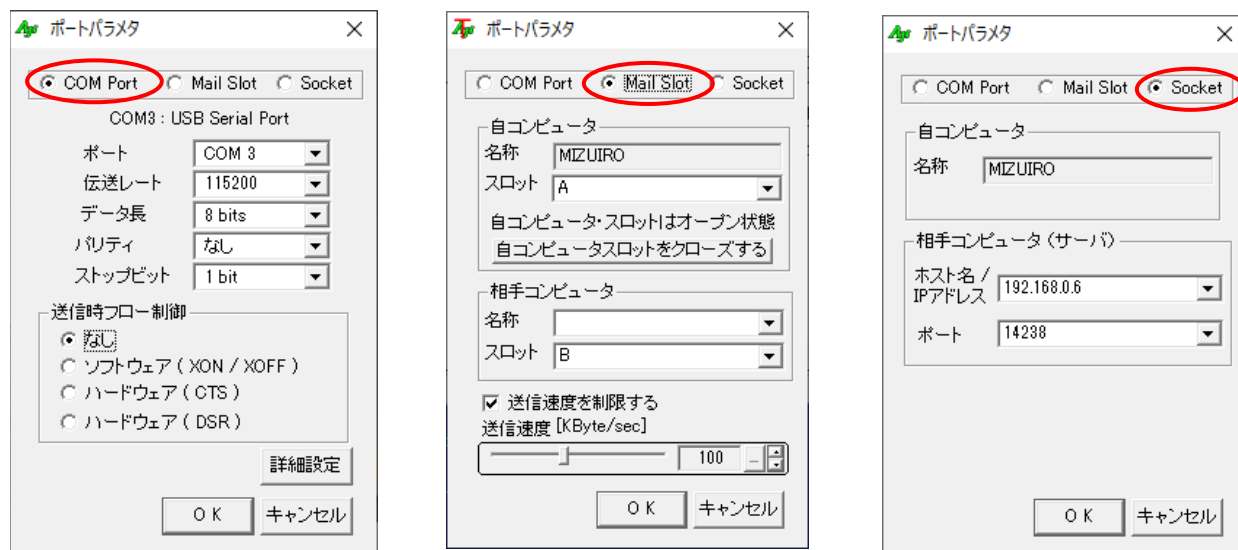 Ags ポートパラメタ
COM Port Mail Slot Socket
COM3 : USB Serial Port
ポート COM 3
伝送レート 115200
データ長 8 bits
パリティ なし
ストップビット 1 bit
送信時フロー制御
なし
ソフトウェア ( XON / XOFF )
ハードウェア ( CTS )
ハードウェア ( DSR )
詳細設定
O K キャンセル
ポートパラメタ
COM Port Mail Slot Socket
自コンピュータ
名称 MIZUIRO
スロット A
自コンピュータ・スロットはオープン状態
自コンピュータスロットをクローズする
相手コンピュータ
名称
スロット B
送信速度を制限する
送信速度 [KByte/sec]
100
O K キャンセル
Ags ポートパラメタ
COM Port Mail Slot Socket
自コンピュータ
名称 MIZUIRO
相手コンピュータ (サーバ)
ホスト名 /
IPアドレス 192.168.0.6
ポート 14238
O K キャンセル